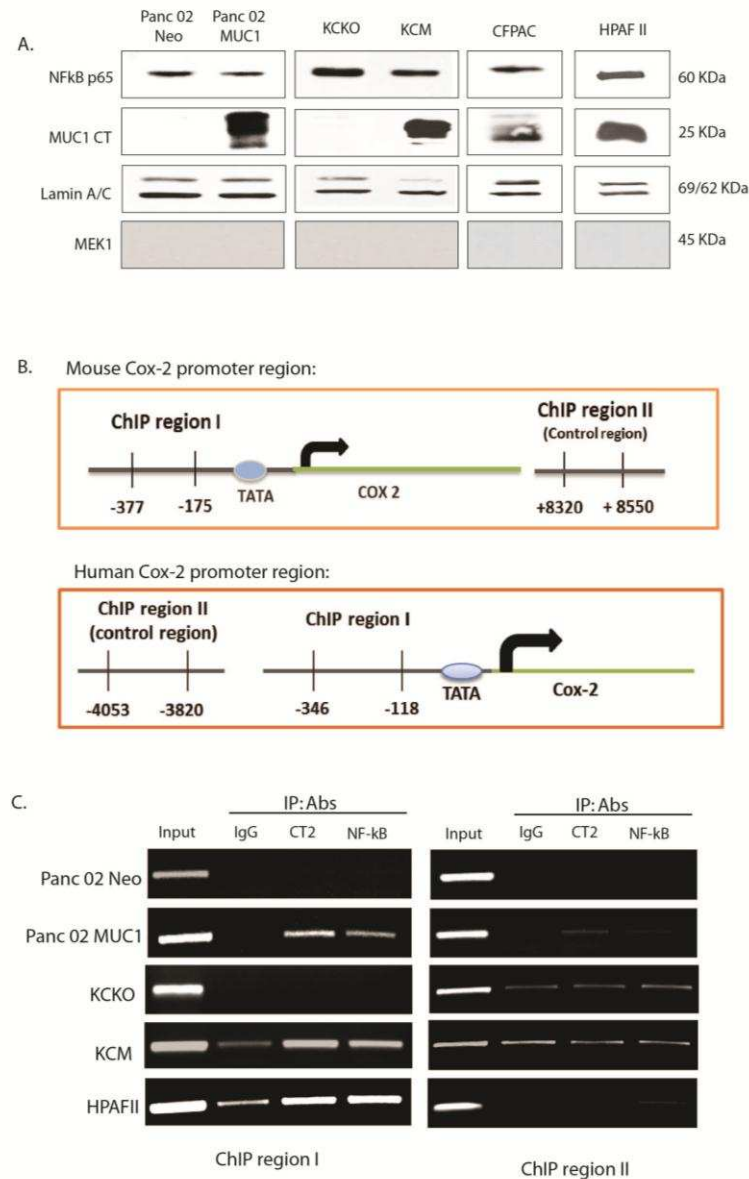 A.
Panc 02 Neo
Panc 02 MUC1
KCKO
KCM
CFPAC
HPAF II
NFkB p65
60 KDa
MUC1 CT
25 KDa
Lamin A/C
69/62 KDa
MEK1
45 KDa
B.
Mouse Cox-2 promoter region:
ChIP region I
ChIP region II
(Control region)
TATA
COX 2
-377
-175
+8320
+ 8550
Human Cox-2 promoter region:
ChIP region II
(control region)
ChIP region I
TATA
Cox-2
-4053
-3820
-346
-118
C.
IP: Abs
IP: Abs
Input
IgG
CT2
NF-kB
Input
IgG
CT2
NF-kB
Panc 02 Neo
Panc 02 MUC1
KCKO
KCM
HPAFII
ChIP region I
ChIP region II